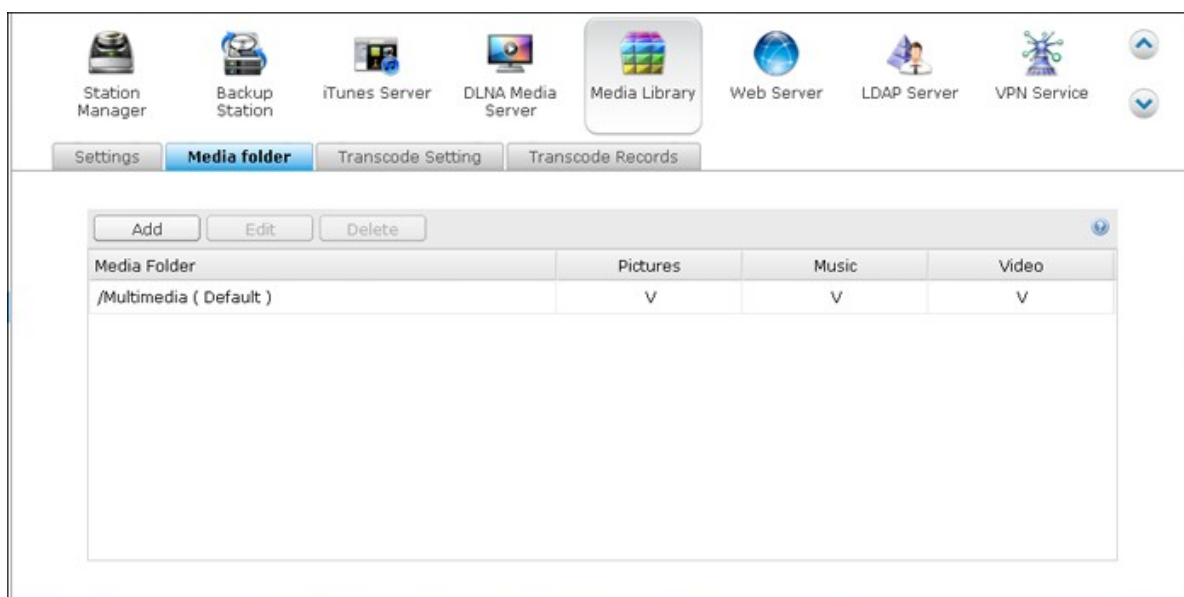 Station Manager
Backup Station
iTunes Server
DLNA Media Server
Media Library
Web Server
LDAP Server
VPN Service
Settings
Media folder
Transcode Setting
Transcode Records
Add
Edit
Delete
Media Folder
Pictures
Music
Video
/Multimedia ( Default )
V
V
V